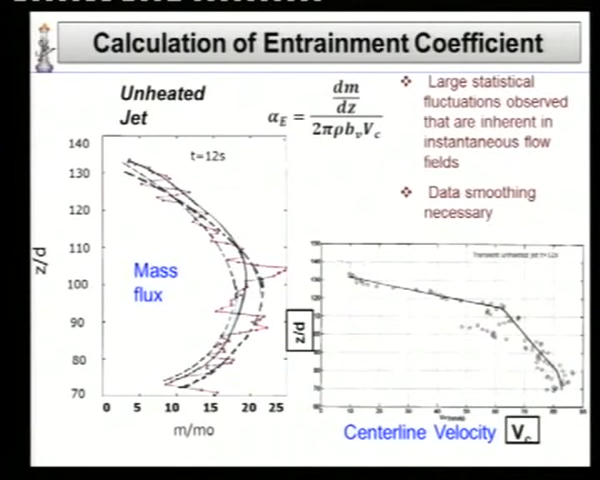 Calculation of Entrainment Coefficient
Unheated
Jet
α_E = (dm/dz) / (2πρb_vV_c)
❖ Large statistical
fluctuations observed
that are inherent in
instantaneous flow
fields
❖ Data smoothing
necessary
140
130
120
110
100
90
80
70
z/d
t=12s
Mass
flux
0 5 10 15 20 25
m/mo
z/d
Transient unheated jet t=12s
Centerline Velocity V_c